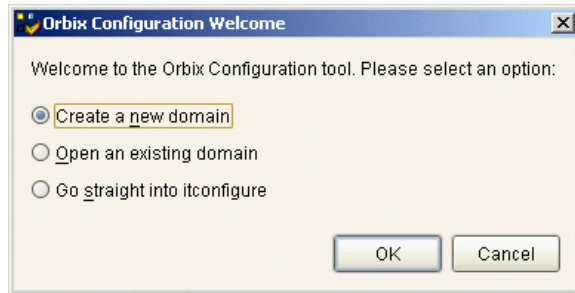 Orbix Configuration Welcome
Welcome to the Orbix Configuration tool. Please select an option:
Create a new domain
Open an existing domain
Go straight into itconfigure
OK
Cancel